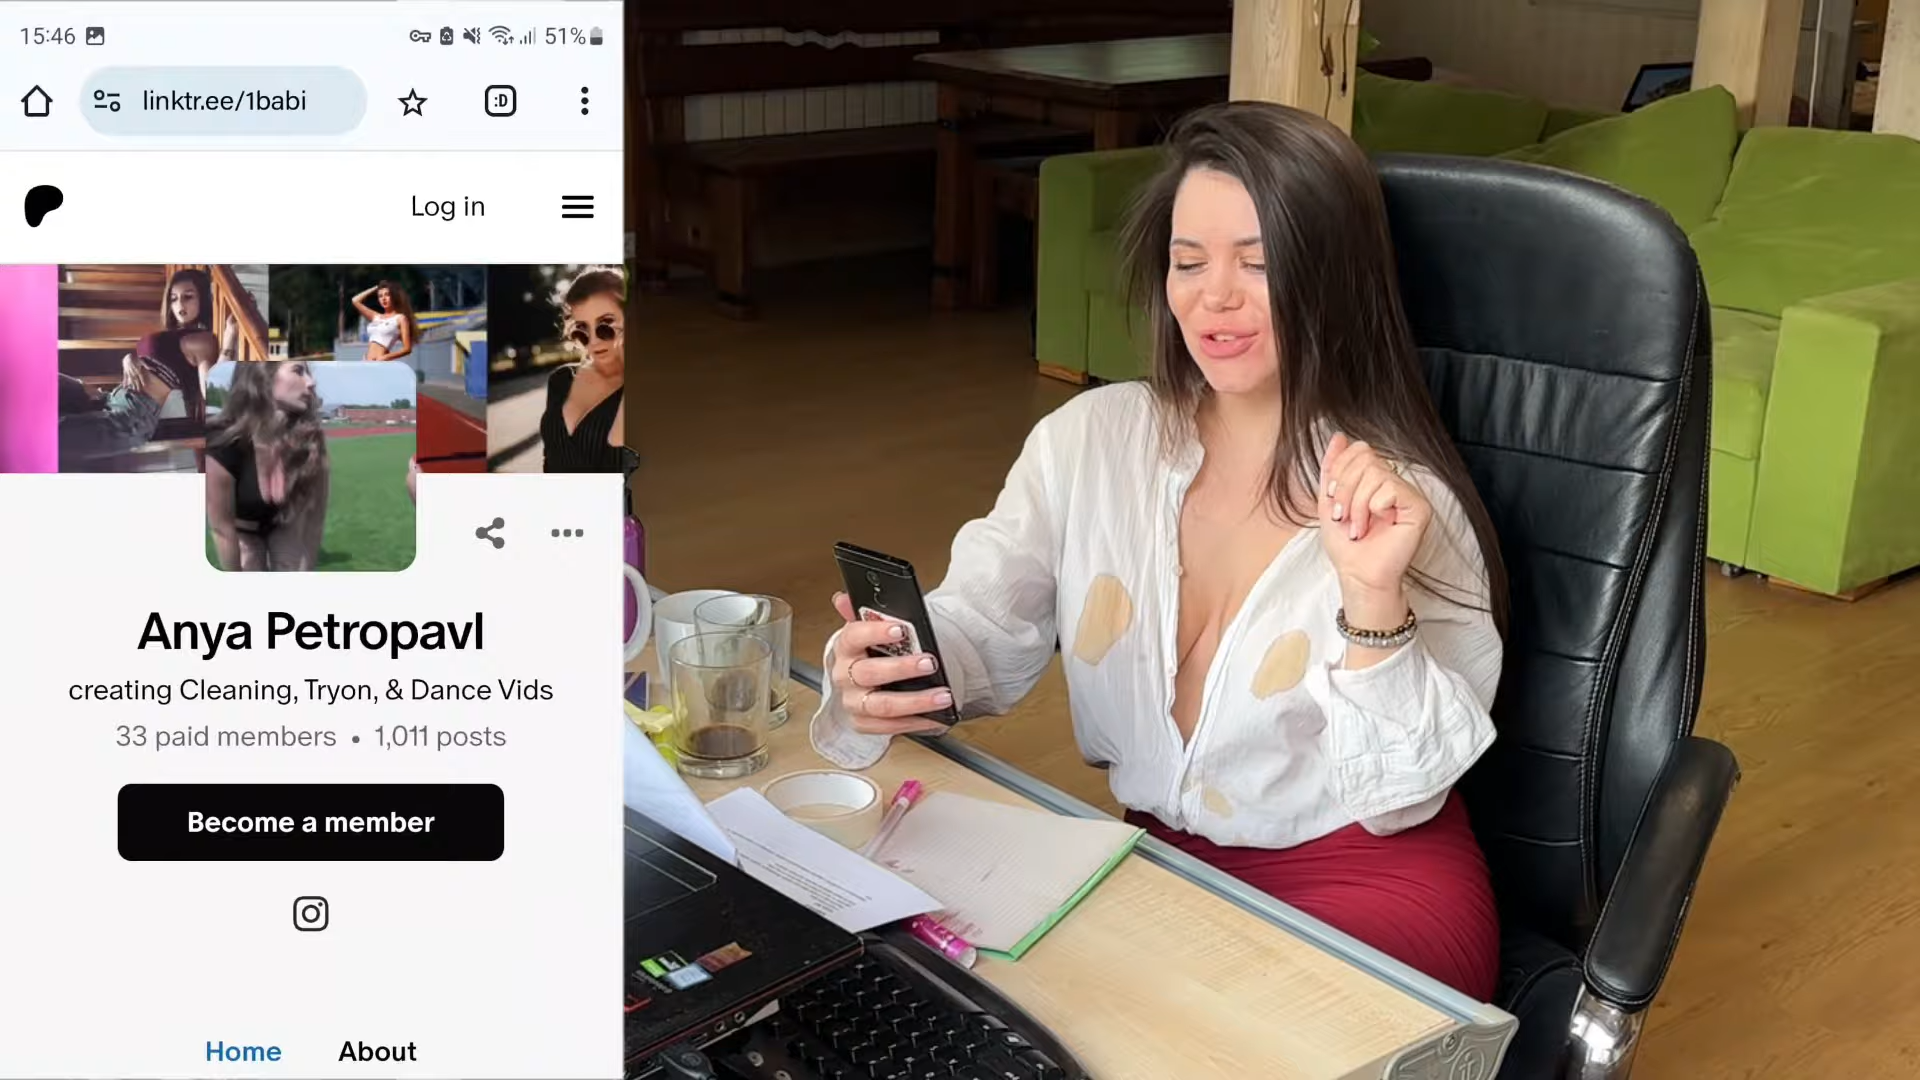 15:46
51%
linktr.ee/1babi
:D
Log in
Anya Petropavl
creating Cleaning, Tryon, & Dance Vids
33 paid members • 1,011 posts
Become a member
Home About